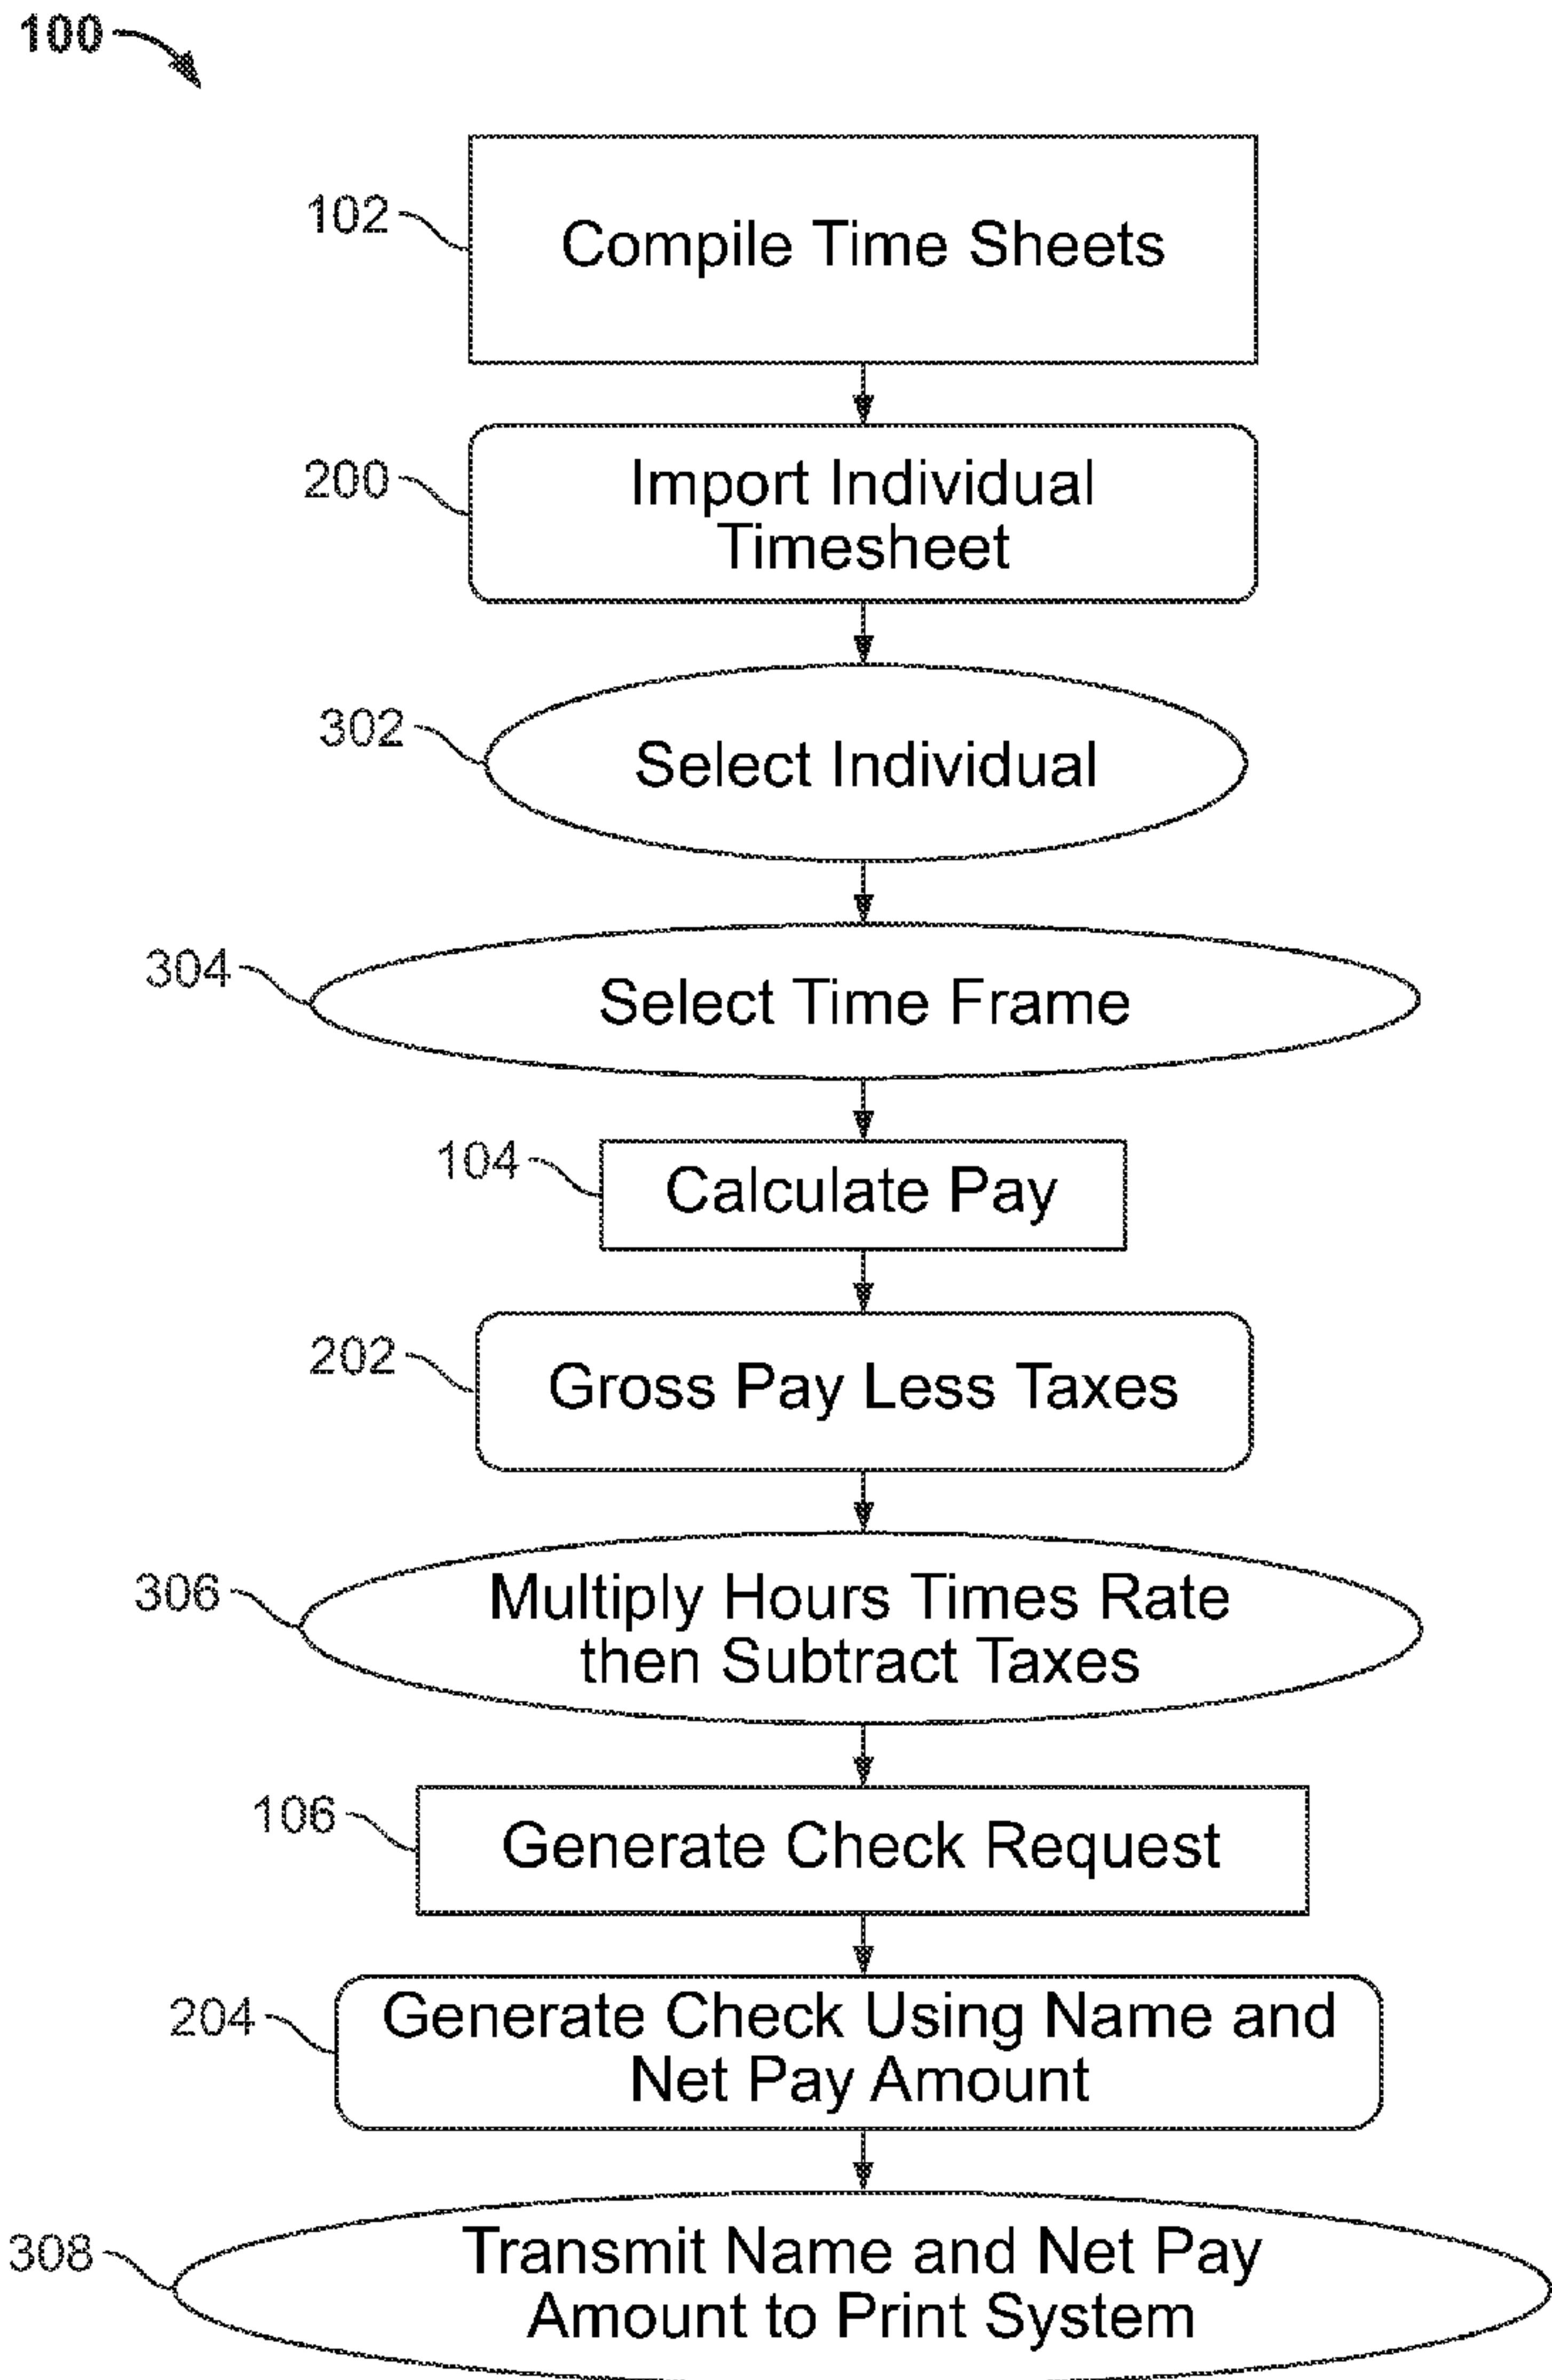 100
102
Compile Time Sheets
200
Import Individual
Timesheet
302
Select Individual
304
Select Time Frame
104
Calculate Pay
202
Gross Pay Less Taxes
306
Multiply Hours Times Rate
then Subtract Taxes
106
Generate Check Request
204
Generate Check Using Name and
Net Pay Amount
308
Transmit Name and Net Pay
Amount to Print System